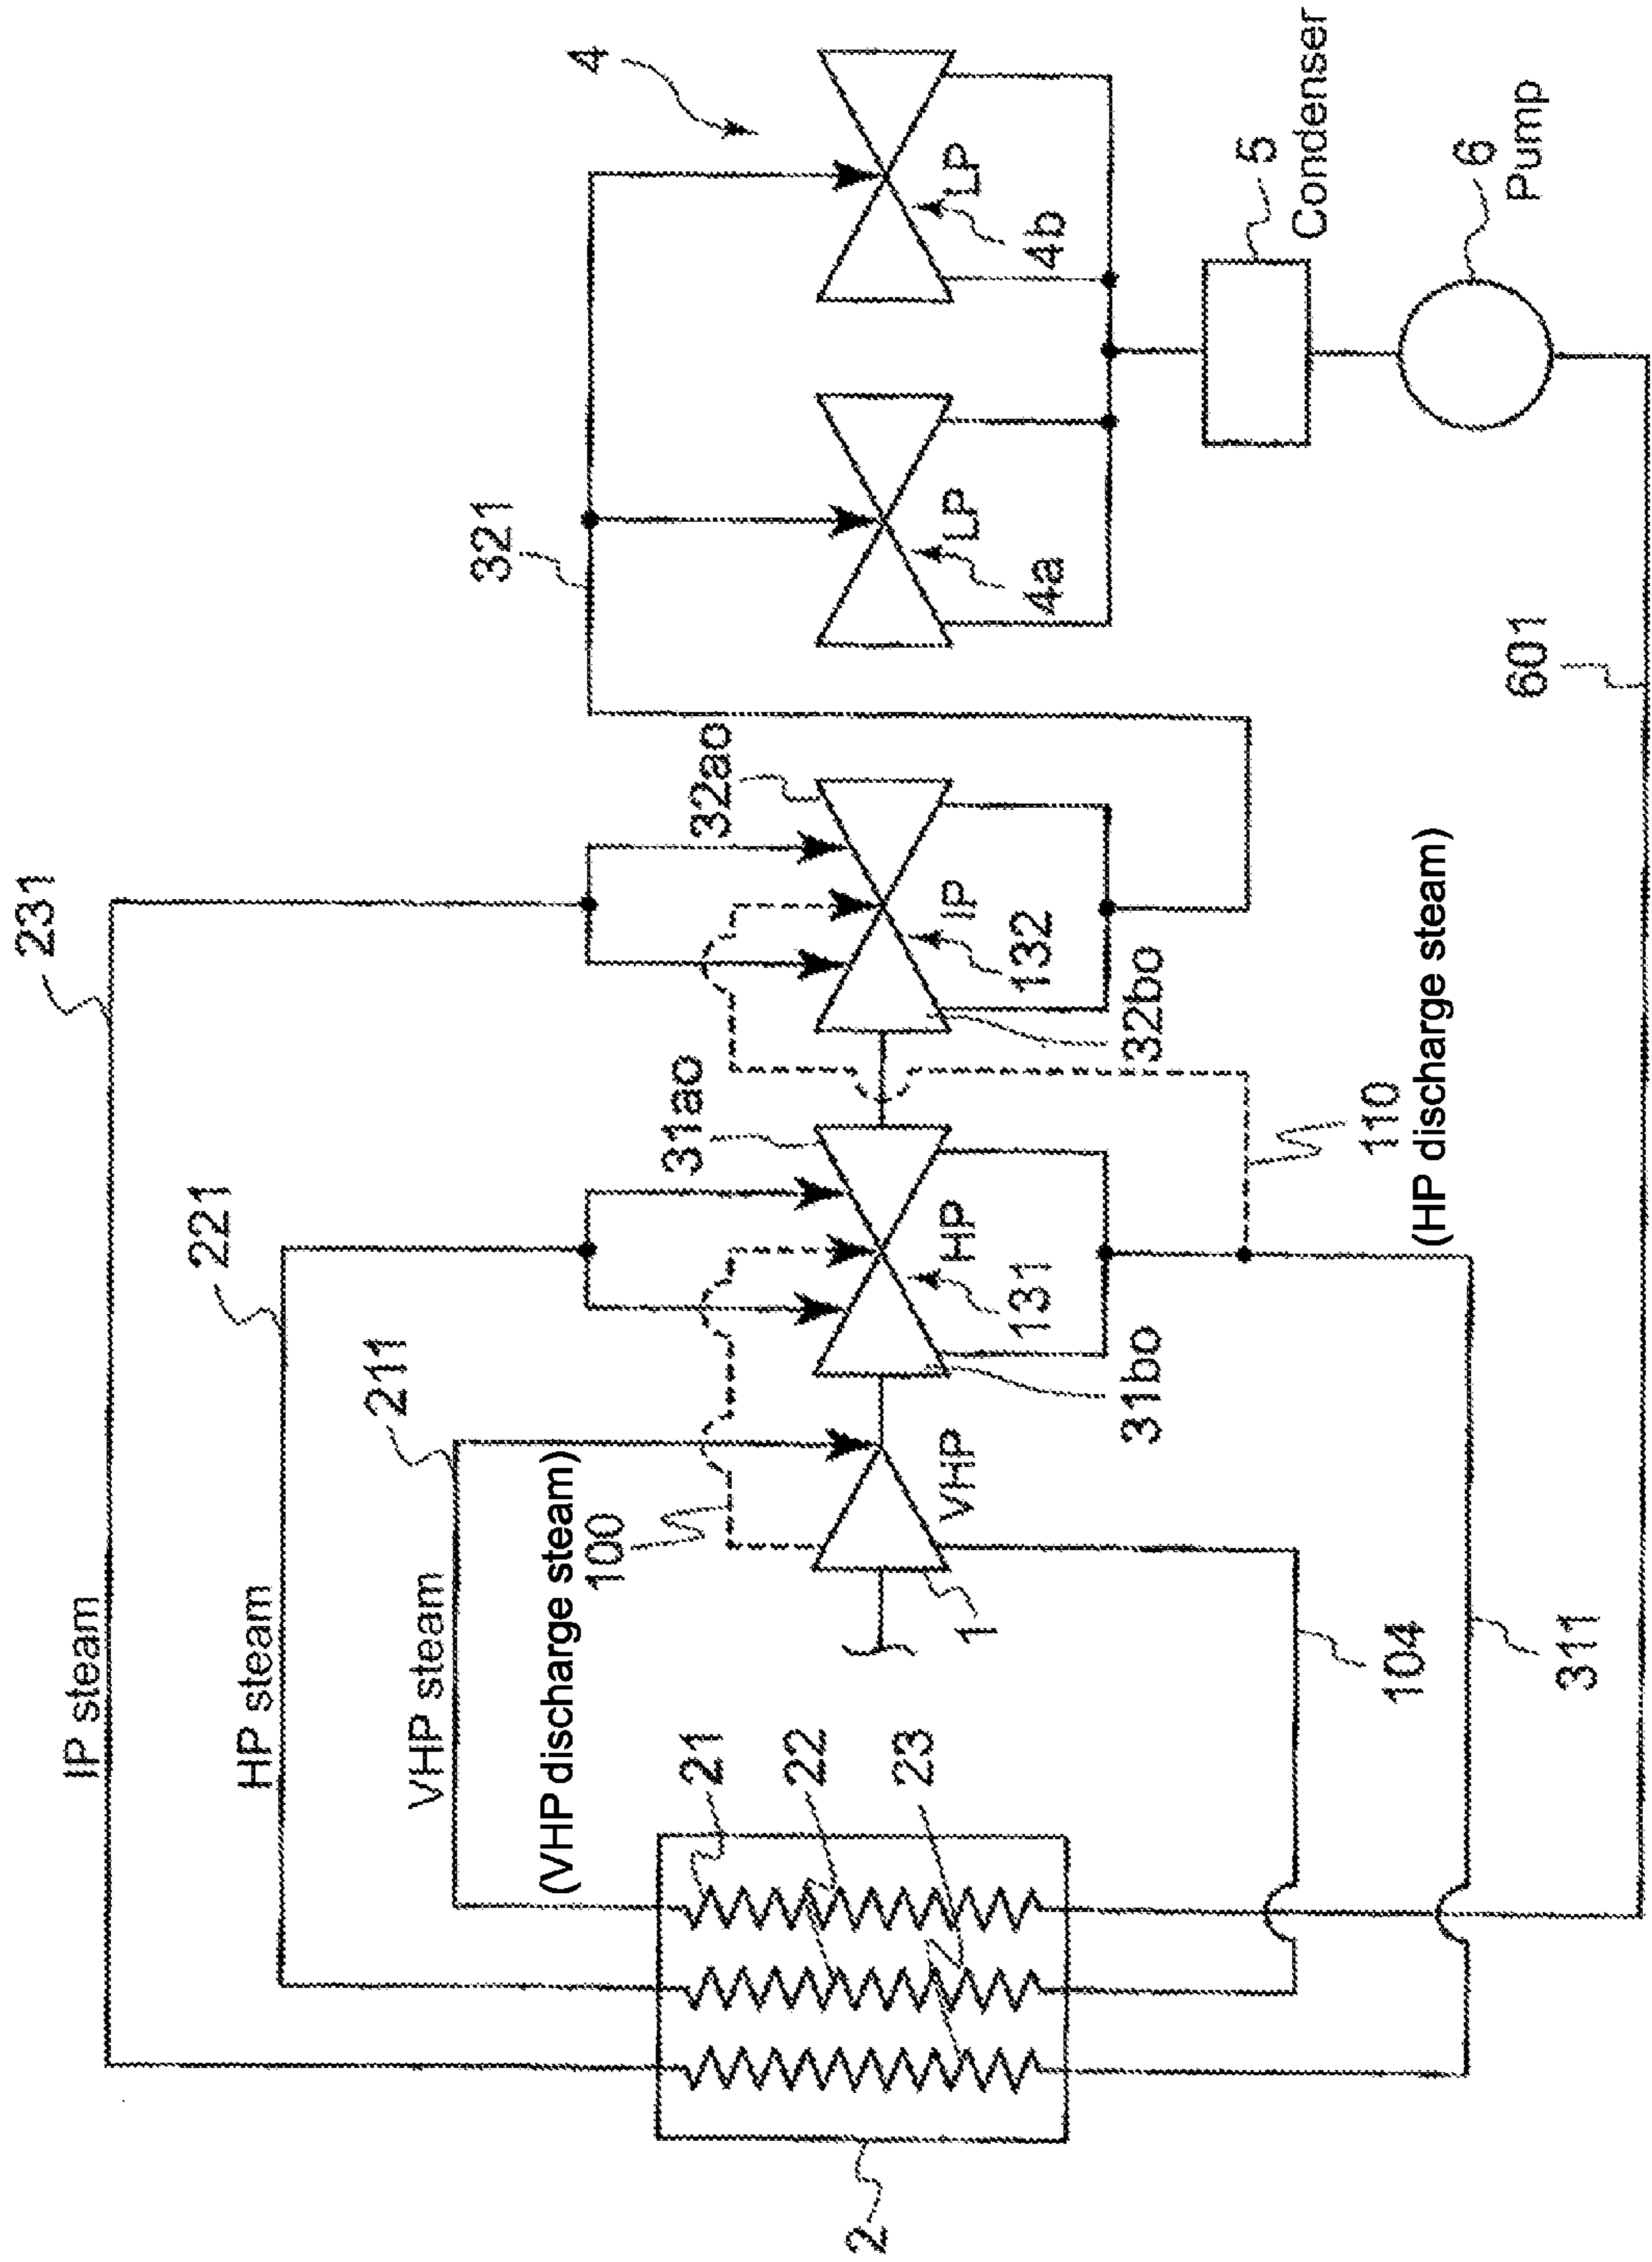 IP steam
231
HP steam
221
VHP steam
211
(VHP discharge steam)
100
21
22
23
2
VHP
1
104
311
31ao
HP
131
31bo
32ao
IP
132
32bo
110
(HP discharge steam)
321
4
LP
4a
LP
4b
5
Condenser
6
Pump
601